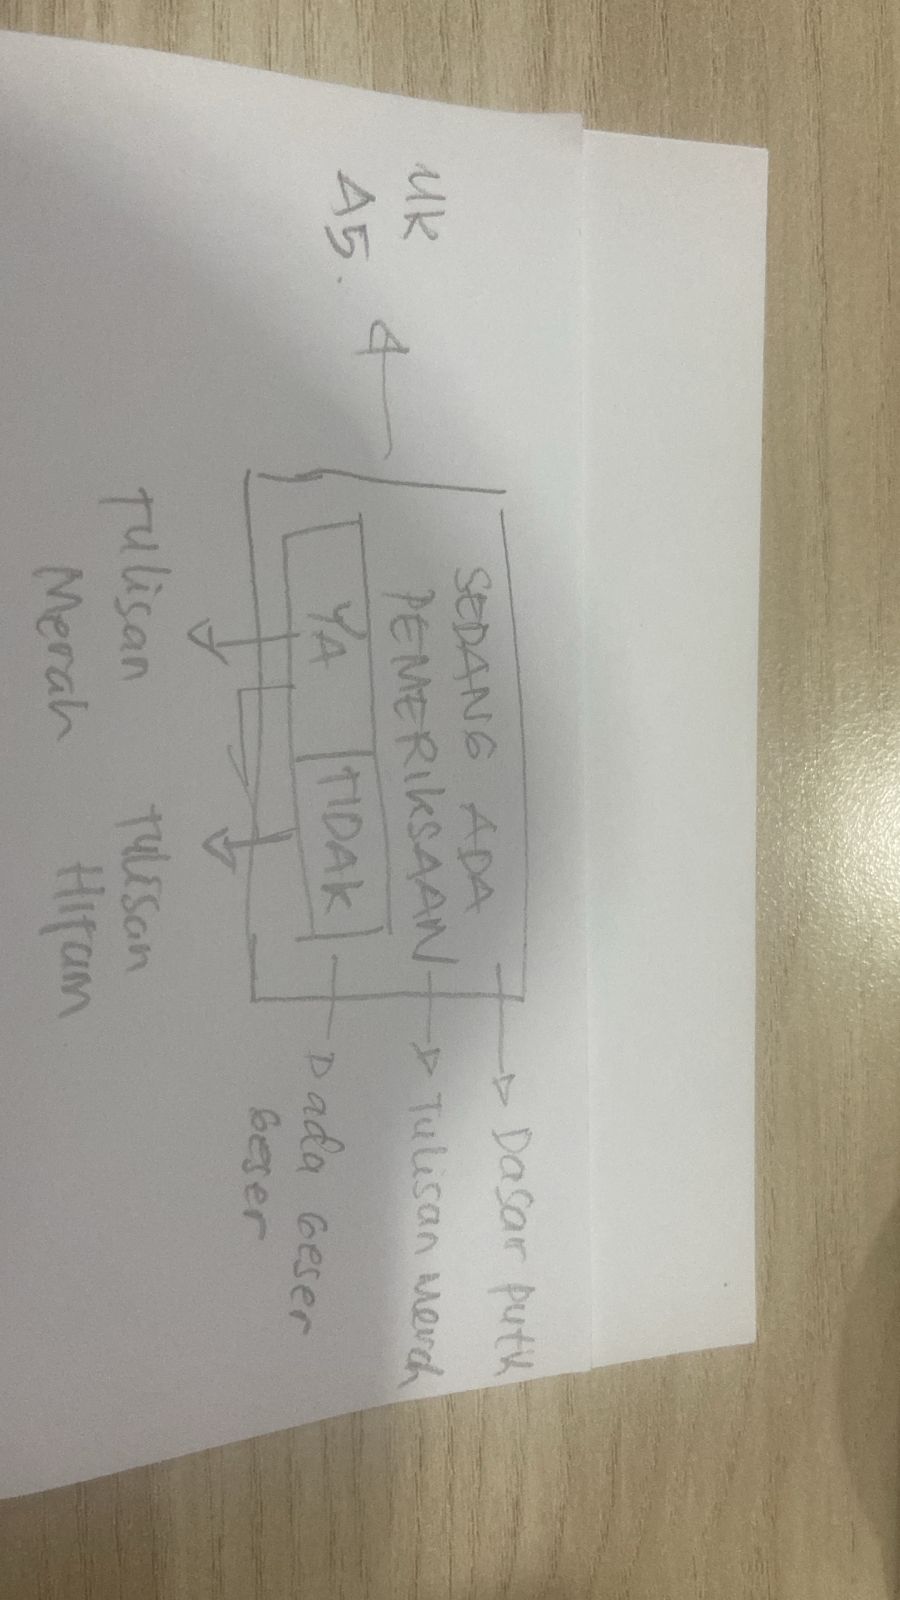 SEDANG ADA
PEMERIKSAAN
YA
TIDAK
UK
A5.
Dasar putih
Tulisan Merah
Dada Geser
Geser
Tulisan
Merah
Tulisan
Hitam